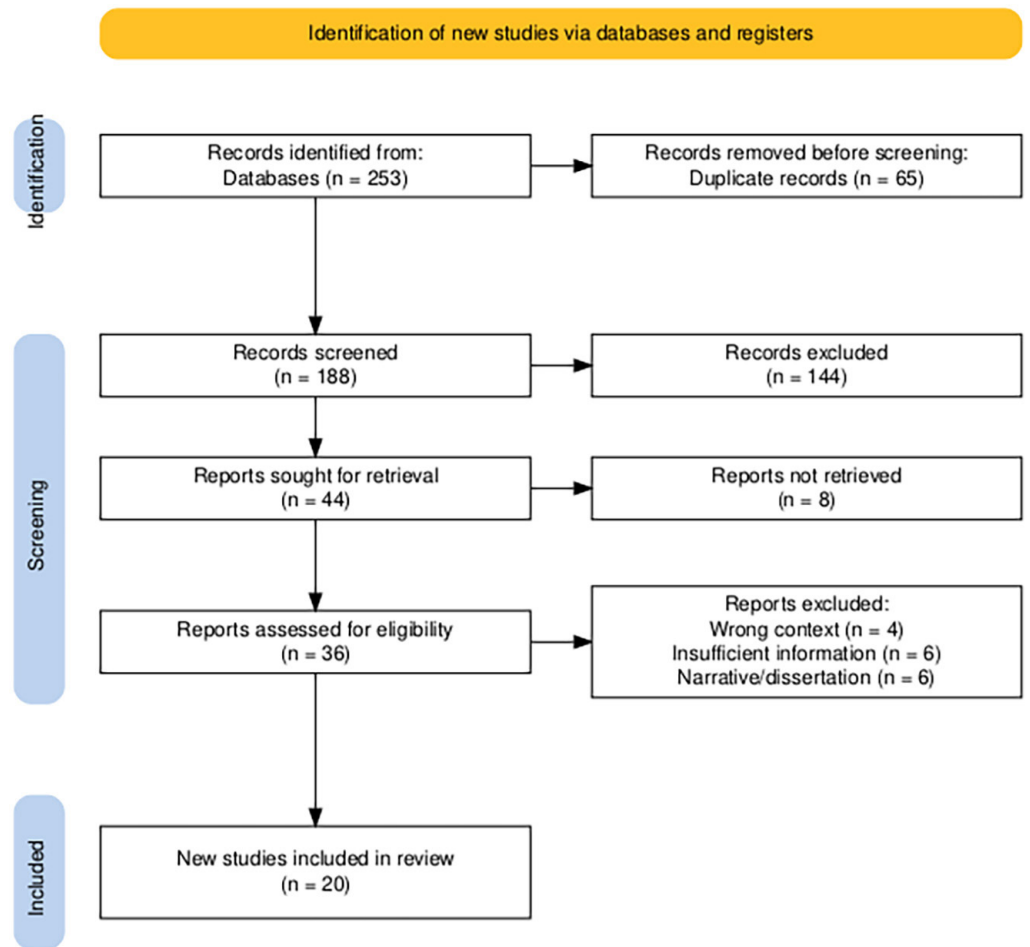 Identification of new studies via databases and registers
Identification
Records identified from:
Databases (n = 253)
Records removed before screening:
Duplicate records (n = 65)
Screening
Records screened
(n = 188)
Records excluded
(n = 144)
Reports sought for retrieval
(n = 44)
Reports not retrieved
(n = 8)
Reports assessed for eligibility
(n = 36)
Reports excluded:
Wrong context (n = 4)
Insufficient information (n = 6)
Narrative/dissertation (n = 6)
Included
New studies included in review
(n = 20)